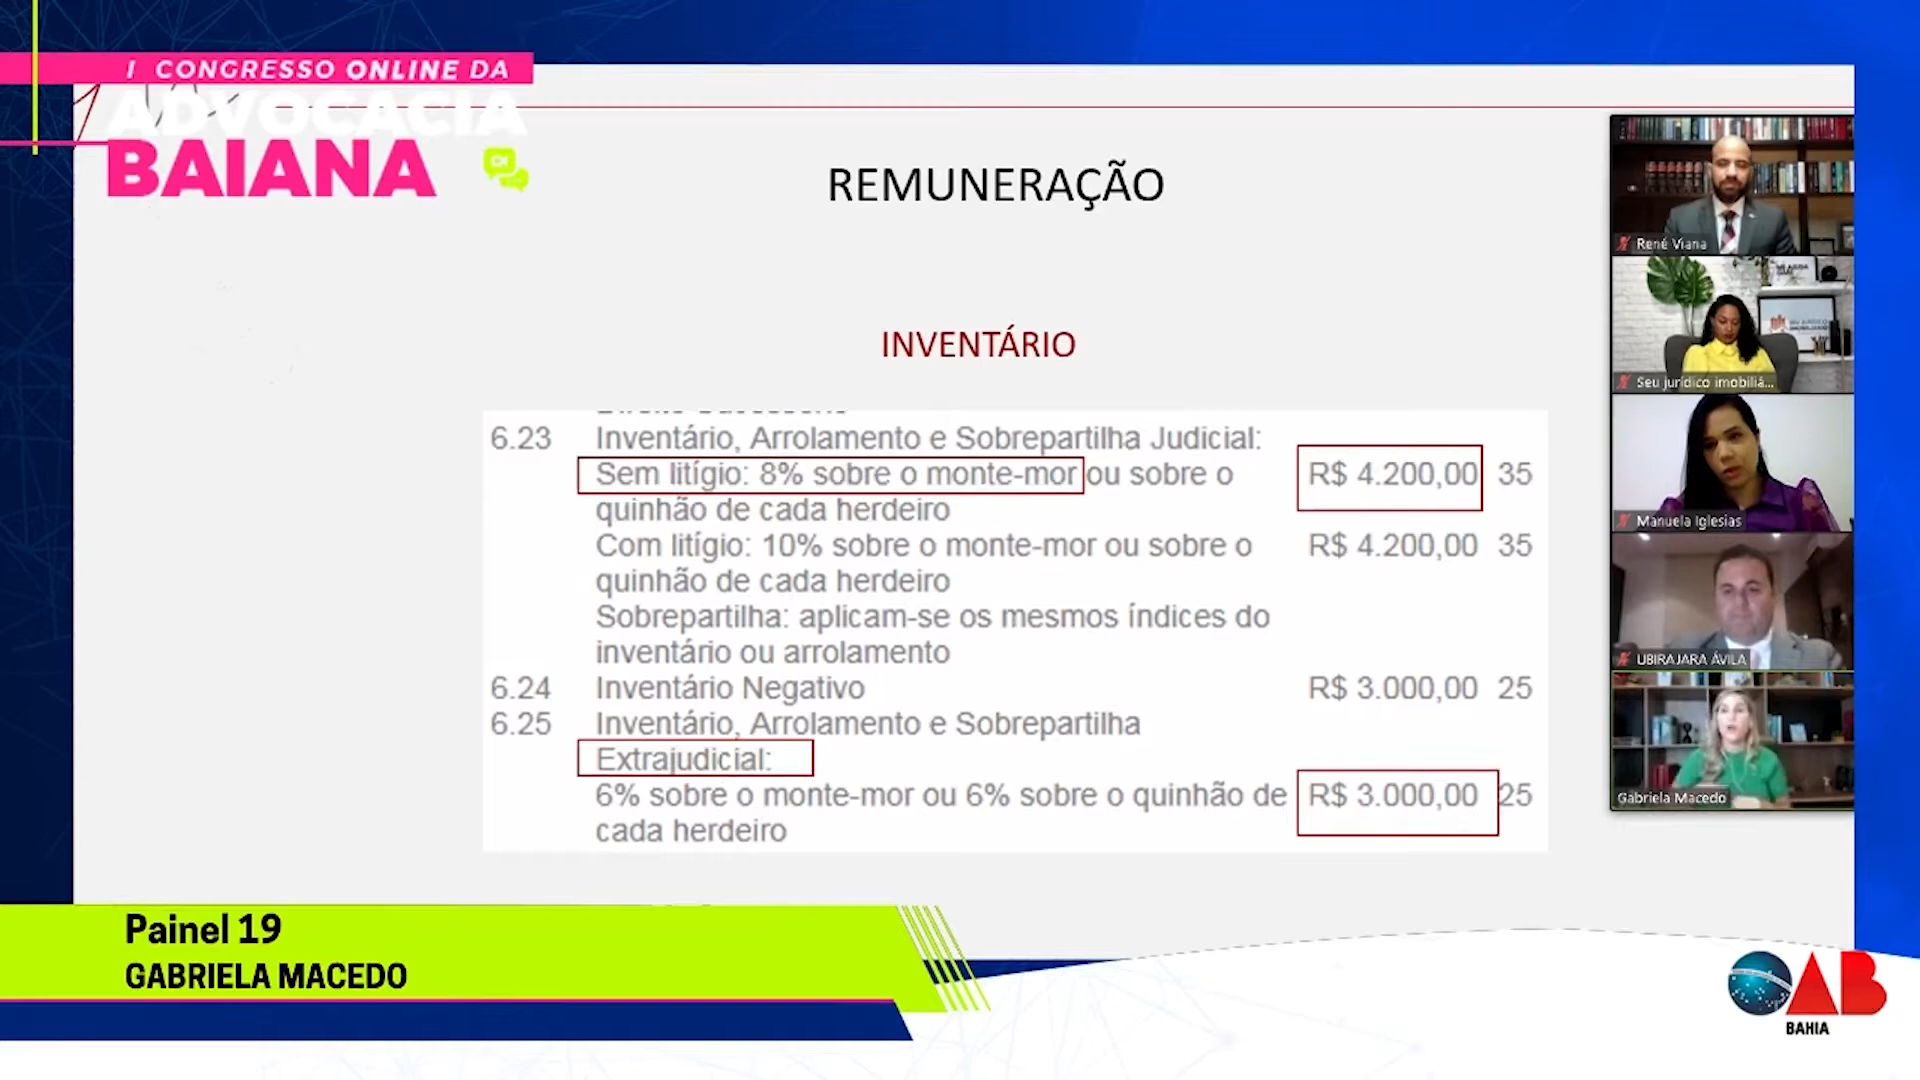 I CONGRESSO ONLINE DA
ADVOCACIA
BAIANA
REMUNERAÇÃO
INVENTÁRIO
6.23 Inventário, Arrolamento e Sobrepartilha Judicial:
Sem litígio: 8% sobre o monte-mor ou sobre o R$ 4.200,00 35
quinhão de cada herdeiro
Com litígio: 10% sobre o monte-mor ou sobre o R$ 4.200,00 35
quinhão de cada herdeiro
Sobrepartilha: aplicam-se os mesmos índices do
inventário ou arrolamento
6.24 Inventário Negativo R$ 3.000,00 25
6.25 Inventário, Arrolamento e Sobrepartilha
Extrajudicial:
6% sobre o monte-mor ou 6% sobre o quinhão de R$ 3.000,00 25
cada herdeiro
René Viana
Seu jurídico imobiliá...
Manuela Iglesias
UBIRAJARA ÁVILA
Gabriela Macedo
Painel 19
GABRIELA MACEDO
OAB
BAHIA